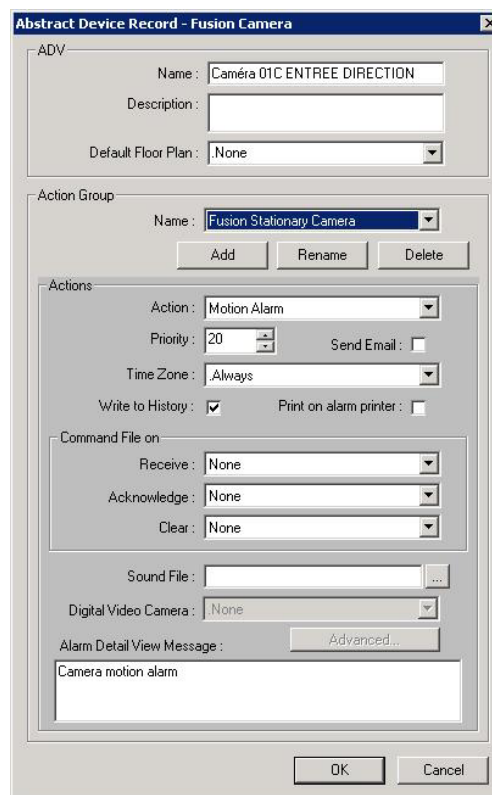 Abstract Device Record - Fusion Camera
ADV
Name : Caméra 01C ENTREE DIRECTION
Description :
Default Floor Plan : .None
Action Group
Name : Fusion Stationary Camera
Add Rename Delete
Actions
Action : Motion Alarm
Priority : 20 Send Email :
Time Zone : .Always
Write to History : Print on alarm printer :
Command File on
Receive : None
Acknowledge : None
Clear : None
Sound File : ...
Digital Video Camera : .None
Alarm Detail View Message : Advanced...
Camera motion alarm
OK Cancel